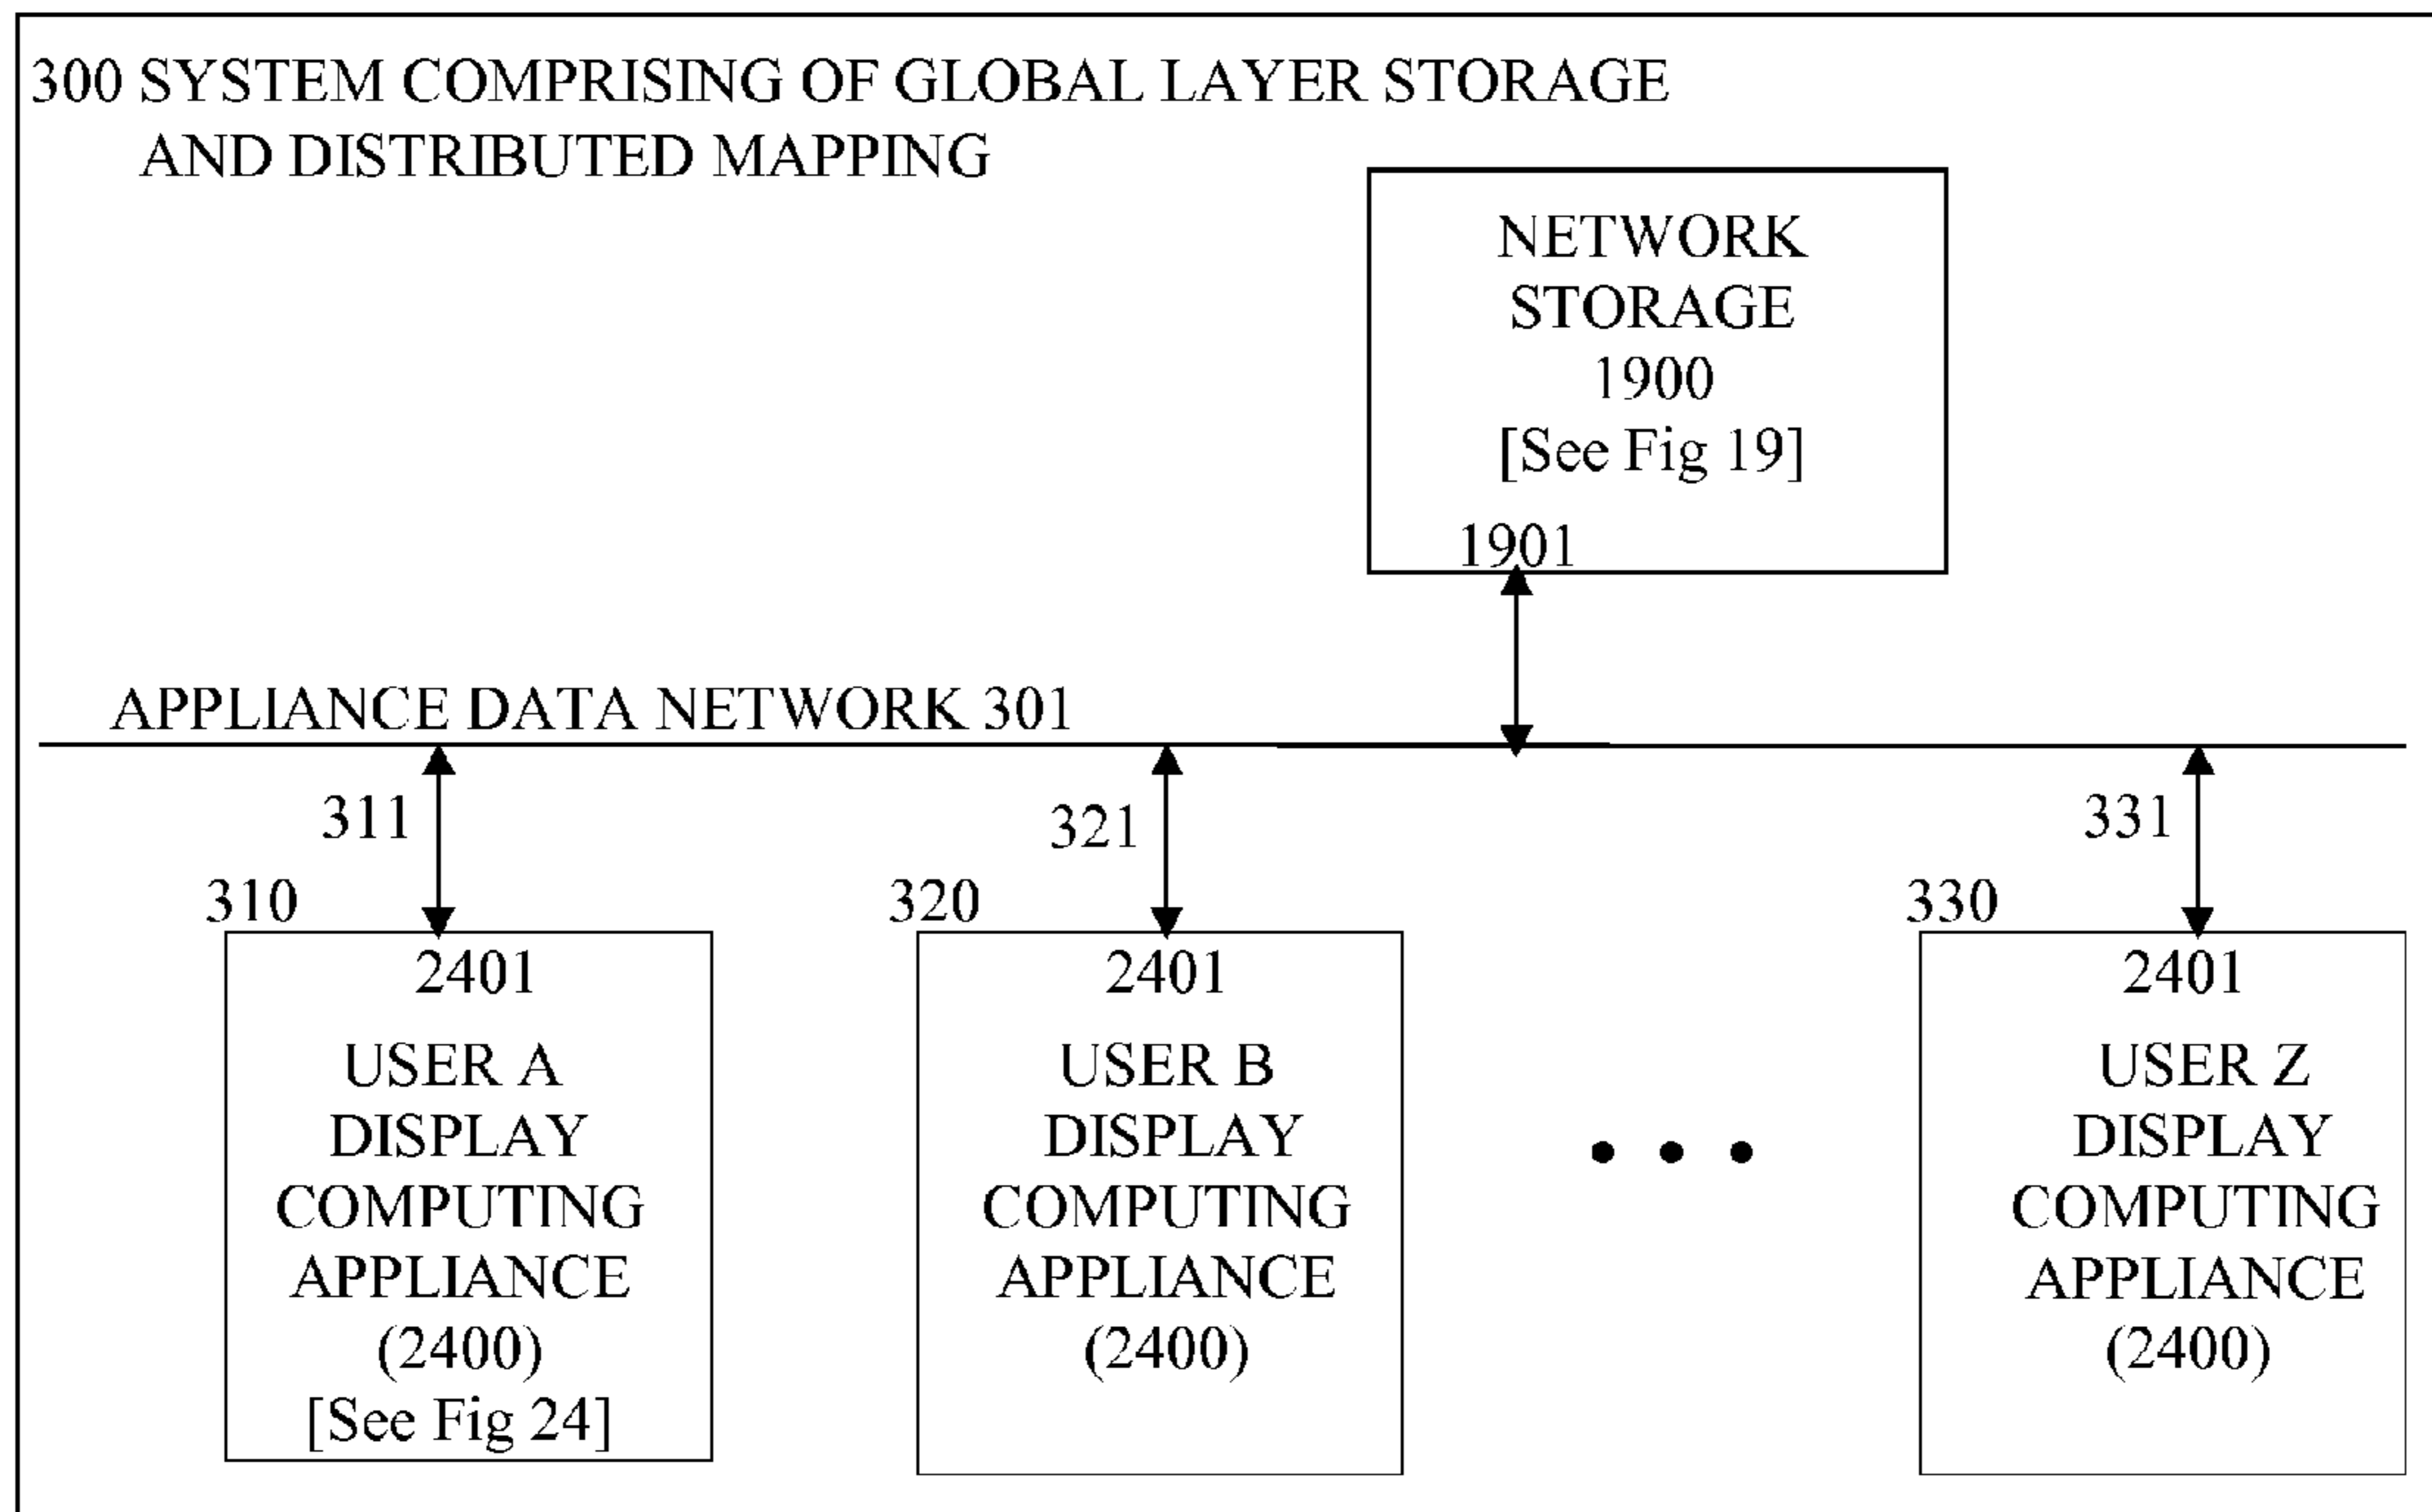 300 SYSTEM COMPRISING OF GLOBAL LAYER STORAGE
AND DISTRIBUTED MAPPING
NETWORK
STORAGE
1900
[See Fig 19]
1901
APPLIANCE DATA NETWORK 301
311
321
331
310
320
330
2401
USER A
DISPLAY
COMPUTING
APPLIANCE
(2400)
[See Fig 24]
2401
USER B
DISPLAY
COMPUTING
APPLIANCE
(2400)
• • •
2401
USER Z
DISPLAY
COMPUTING
APPLIANCE
(2400)